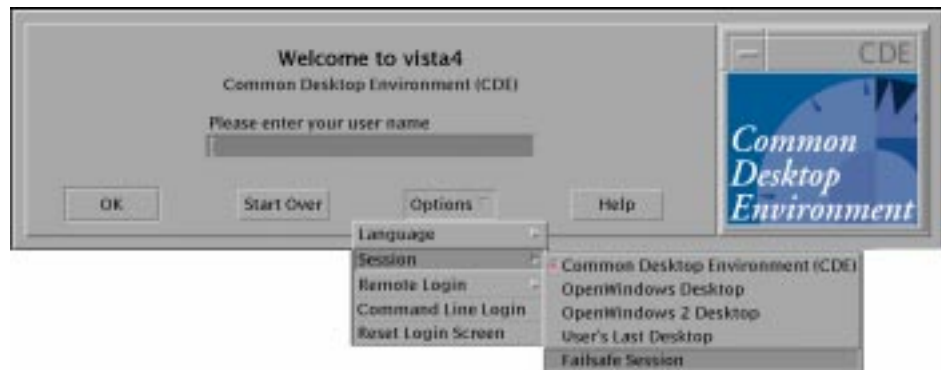 Welcome to vista4
Common Desktop Environment (CDE)
Please enter your user name
OK
Start Over
Options
Help
CDE
Common
Desktop
Environment
Language
Session
Remote Login
Command Line Login
Reset Login Screen
Common Desktop Environment (CDE)
OpenWindows Desktop
OpenWindows 2 Desktop
User's Last Desktop
Failsafe Session